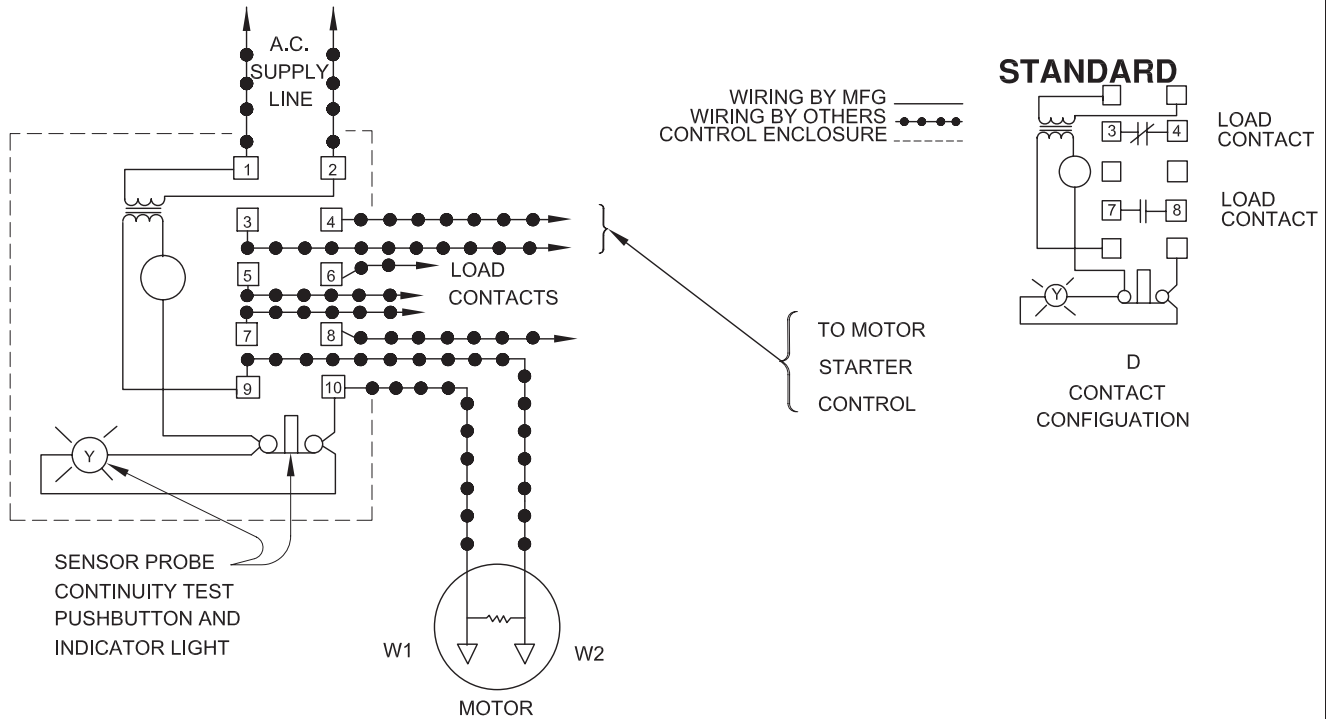 A.C.
SUPPLY
LINE
1
2
3
4
5
6
LOAD
CONTACTS
7
8
9
10
Y
SENSOR PROBE
CONTINUITY TEST
PUSHBUTTON AND
INDICATOR LIGHT
W1
W2
MOTOR
WIRING BY MFG
WIRING BY OTHERS
CONTROL ENCLOSURE
TO MOTOR
STARTER
CONTROL
STANDARD
3
4
LOAD
CONTACT
7
8
LOAD
CONTACT
Y
D
CONTACT
CONFIGUATION